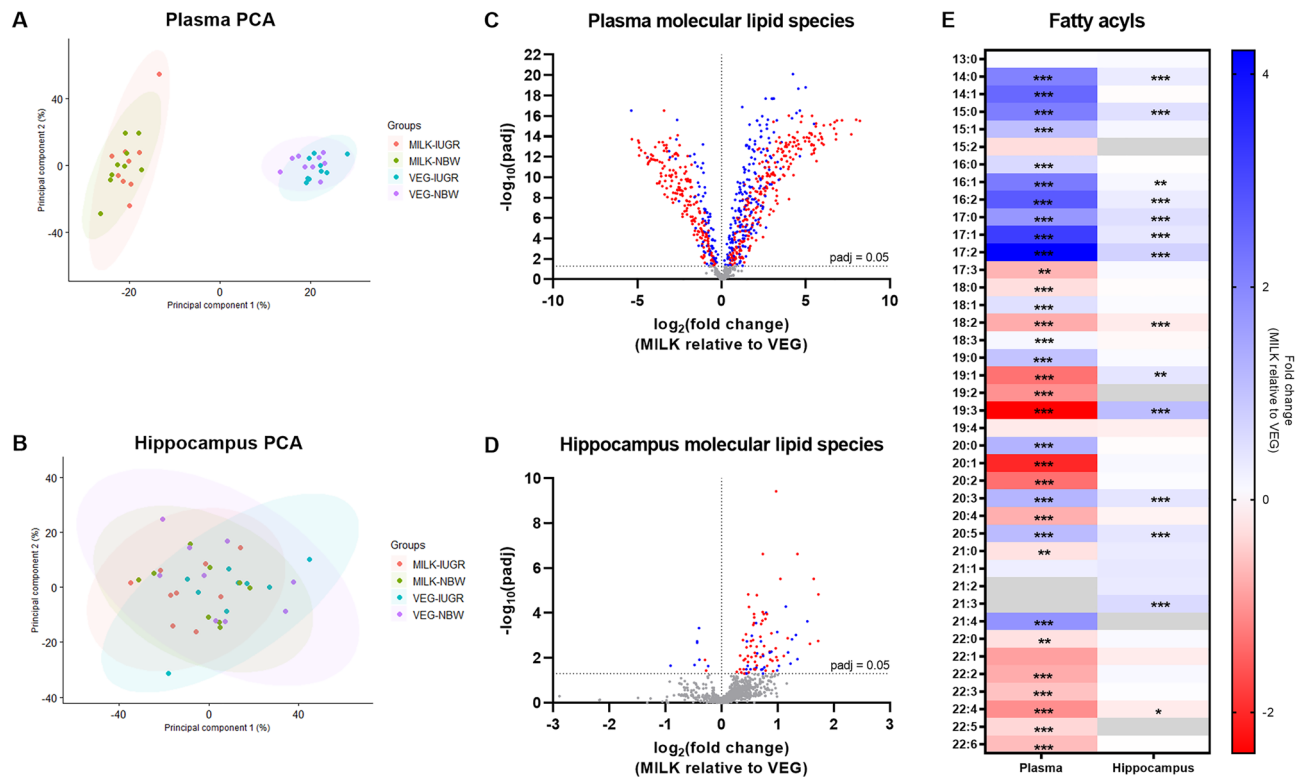 A
Plasma PCA
Principal component 2 (%)
40
0
-40
-20
20
Principal component 1 (%)
Groups
MILK-IUGR
MILK-NBW
VEG-IUGR
VEG-NBW
B
Hippocampus PCA
Principal component 2 (%)
40
20
0
-20
-40
-40
0
40
Principal component 1 (%)
Groups
MILK-IUGR
MILK-NBW
VEG-IUGR
VEG-NBW
C
Plasma molecular lipid species
-log10(padj)
22
20
18
16
14
12
10
8
6
4
2
0
padj = 0.05
-10
-5
0
5
10
log2(fold change)
(MILK relative to VEG)
D
Hippocampus molecular lipid species
-log10(padj)
10
8
6
4
2
0
padj = 0.05
-3
-2
-1
0
1
2
3
log2(fold change)
(MILK relative to VEG)
E
Fatty acyls
13:0
14:0 *** ***
14:1 ***
15:0 *** ***
15:1 ***
15:2
16:0 ***
16:1 *** **
16:2 *** ***
17:0 *** ***
17:1 *** ***
17:2 *** ***
17:3 **
18:0 ***
18:1 ***
18:2 *** ***
18:3 ***
19:0 ***
19:1 *** **
19:2 ***
19:3 *** ***
19:4
20:0 ***
20:1 ***
20:2 ***
20:3 *** ***
20:4 ***
20:5 *** ***
21:0 **
21:1
21:2
21:3 ***
21:4 ***
22:0 **
22:1
22:2 ***
22:3 ***
22:4 *** *
22:5 ***
22:6 ***
Plasma
Hippocampus
4
2
0
-2
Fold change
(MILK relative to VEG)